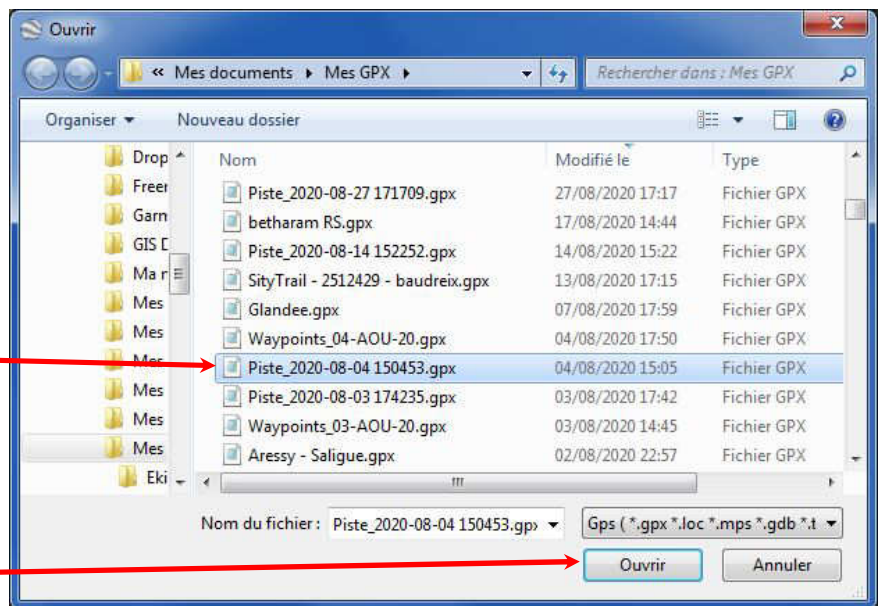 Ouvrir
« Mes documents ▸ Mes GPX ▸ Rechercher dans : Mes GPX
Organiser ▾ Nouveau dossier
Drop Nom Modifié le Type
Freer Piste_2020-08-27 171709.gpx 27/08/2020 17:17 Fichier GPX
Garn betharam RS.gpx 17/08/2020 14:44 Fichier GPX
GIS D Piste_2020-08-14 152252.gpx 14/08/2020 15:22 Fichier GPX
Ma r SityTrail - 2512429 - baudreix.gpx 13/08/2020 17:15 Fichier GPX
Mes Glandee.gpx 07/08/2020 17:59 Fichier GPX
Mes Waypoints_04-AOU-20.gpx 04/08/2020 17:50 Fichier GPX
Mes Piste_2020-08-04 150453.gpx 04/08/2020 15:05 Fichier GPX
Mes Piste_2020-08-03 174235.gpx 03/08/2020 17:42 Fichier GPX
Mes Waypoints_03-AOU-20.gpx 03/08/2020 14:45 Fichier GPX
Mes Aressy - Saligue.gpx 02/08/2020 22:57 Fichier GPX
Eki
Nom du fichier : Piste_2020-08-04 150453.gpx Gps ( *.gpx *.loc *.mps *.gdb *.t
Ouvrir Annuler